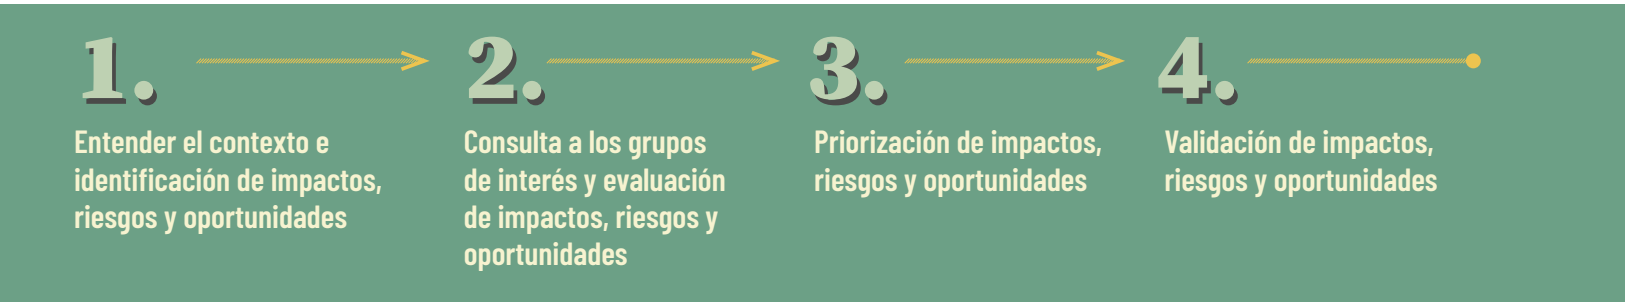 1.
Entender el contexto e
identificación de impactos,
riesgos y oportunidades
2.
Consulta a los grupos
de interés y evaluación
de impactos, riesgos y
oportunidades
3.
Priorización de impactos,
riesgos y oportunidades
4.
Validación de impactos,
riesgos y oportunidades